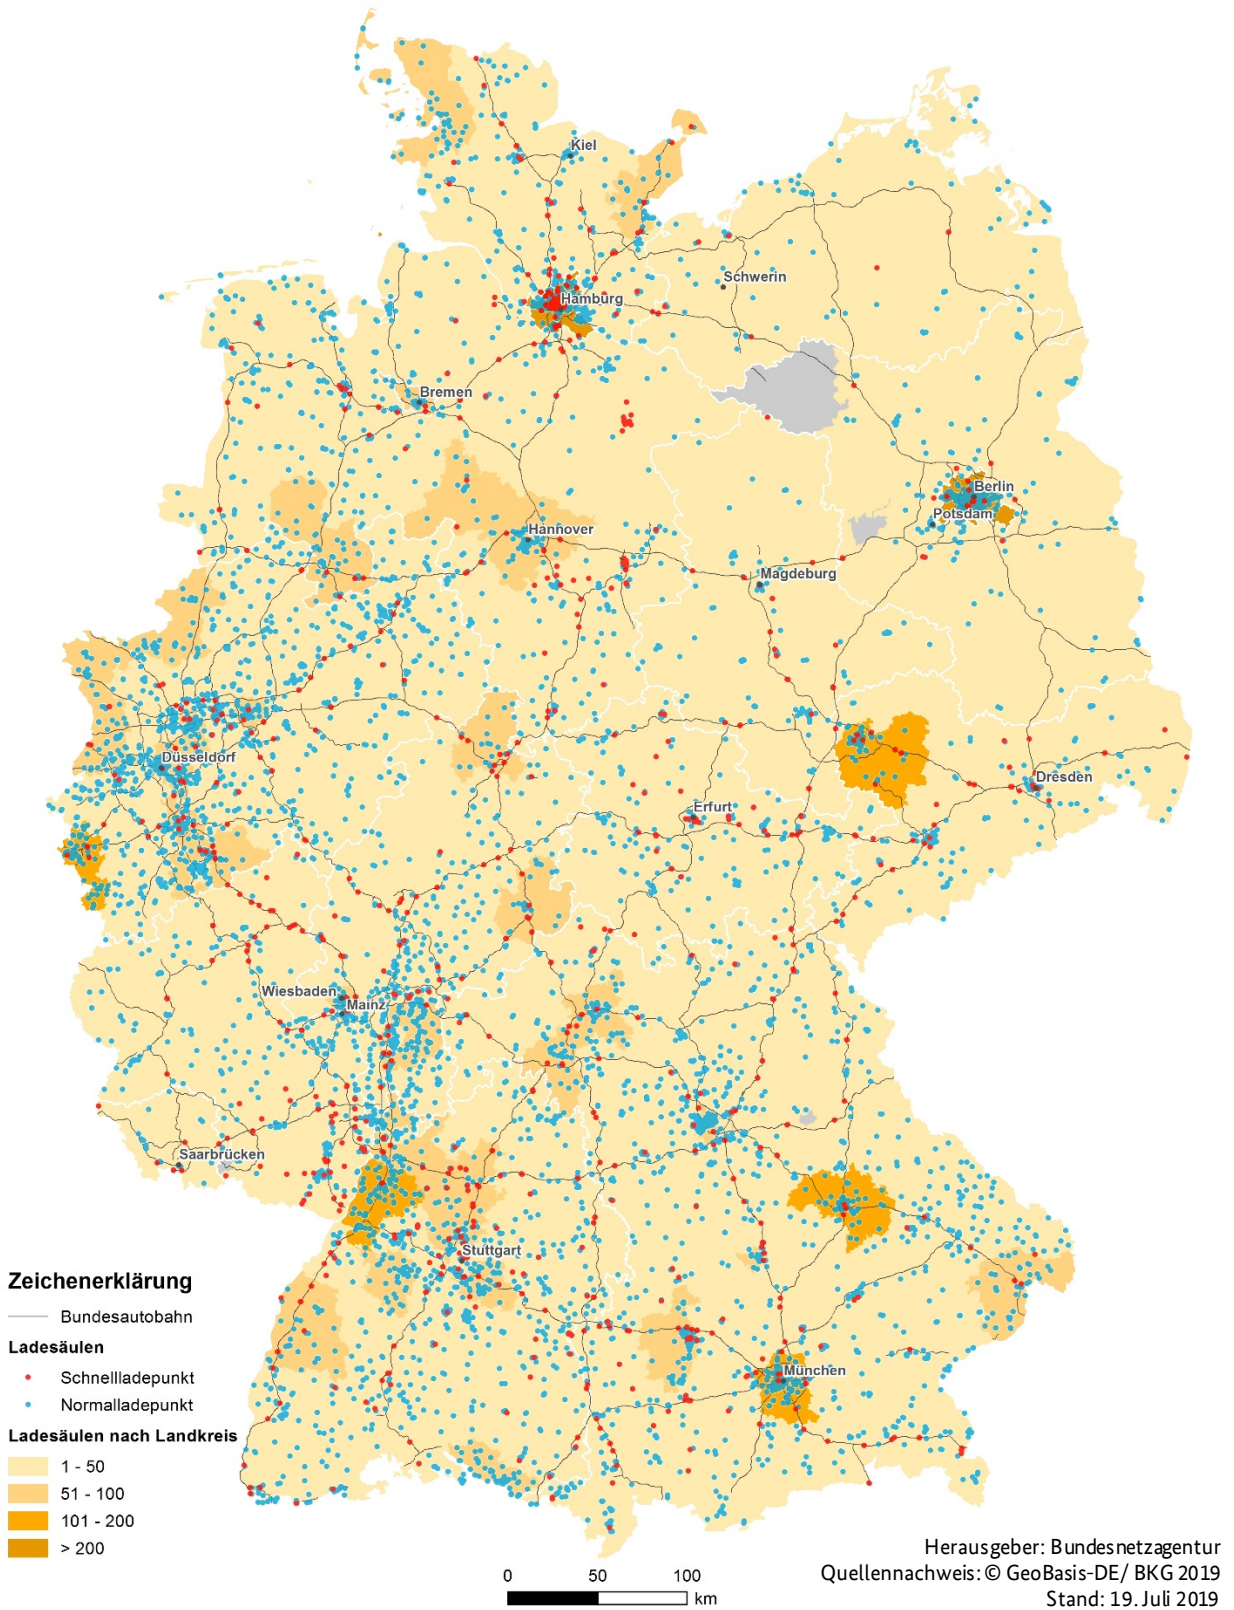 Kiel
Schwerin
Hamburg
Bremen
Berlin
Potsdam
Hannover
Magdeburg
Düsseldorf
Dresden
Erfurt
Wiesbaden
Mainz
Saarbrücken
Stuttgart
München
Zeichenerklärung
Bundesautobahn
Ladesäulen
Schnellladepunkt
Normalladepunkt
Ladesäulen nach Landkreis
1 - 50
51 - 100
101 - 200
> 200
0 50 100
km
Herausgeber: Bundesnetzagentur
Quellennachweis: © GeoBasis-DE/ BKG 2019
Stand: 19. Juli 2019